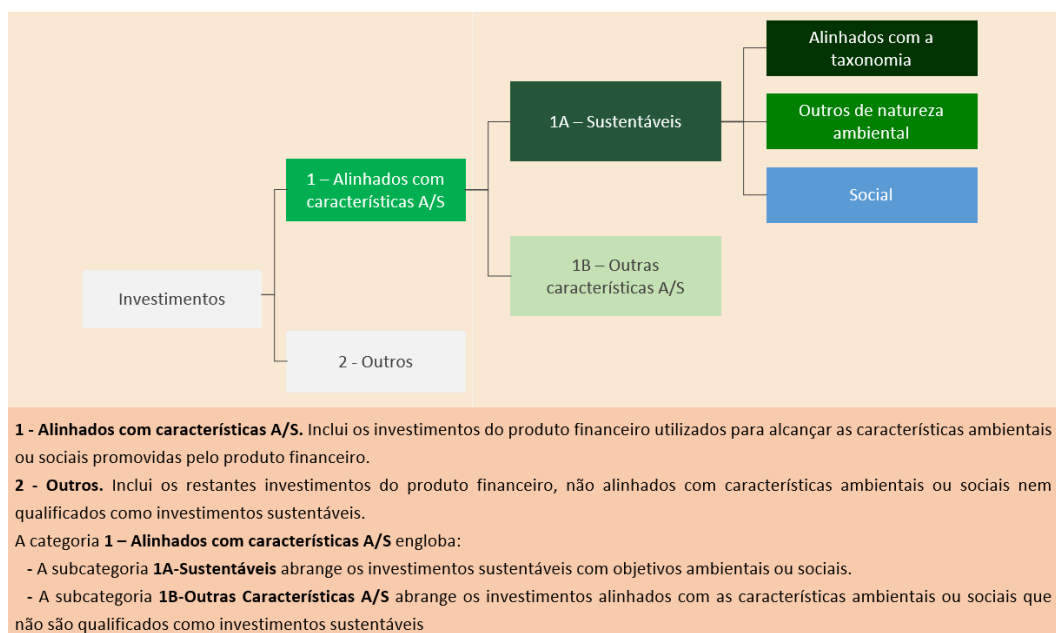 Alinhados com a
taxonomia
1A – Sustentáveis
Outros de natureza
ambiental
1 – Alinhados com
características A/S
Social
1B – Outras
características A/S
Investimentos
2 - Outros
1 - Alinhados com características A/S. Inclui os investimentos do produto financeiro utilizados para alcançar as características ambientais
ou sociais promovidas pelo produto financeiro.
2 - Outros. Inclui os restantes investimentos do produto financeiro, não alinhados com características ambientais ou sociais nem
qualificados como investimentos sustentáveis.
A categoria 1 – Alinhados com características A/S engloba:
- A subcategoria 1A-Sustentáveis abrange os investimentos sustentáveis com objetivos ambientais ou sociais.
- A subcategoria 1B-Outras Características A/S abrange os investimentos alinhados com as características ambientais ou sociais que
não são qualificados como investimentos sustentáveis